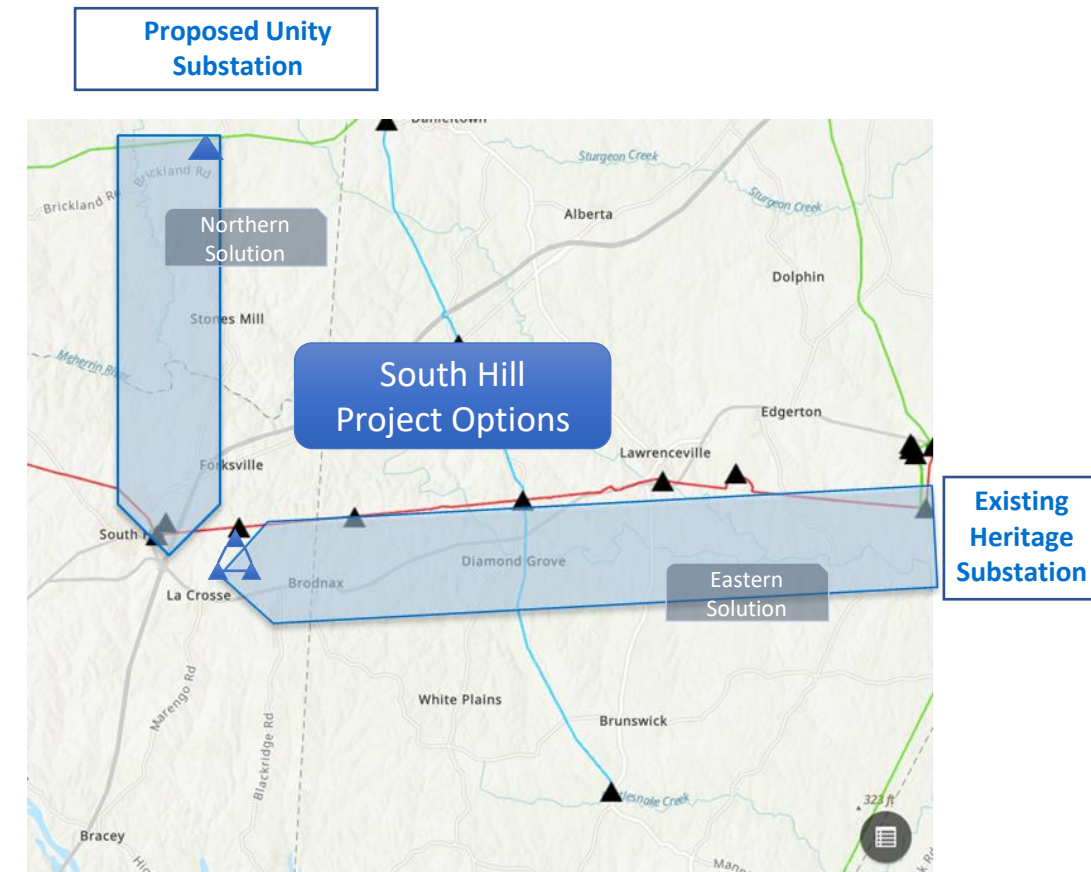 Proposed Unity
Substation
Danieltown
Sturgeon Creek
Brickland Rd
Brickland Rd
Sturgeon Creek
Alberta
Northern
Solution
Dolphin
Stones Mill
Meherrin River
South Hill
Project Options
Edgerton
Forksville
Lawrenceville
Existing
Heritage
Substation
South H
Diamond Grove
Eastern
Solution
Brodnax
La Crosse
Marengo Rd
White Plains
Blackridge Rd
Brunswick
323 ft
Bracey